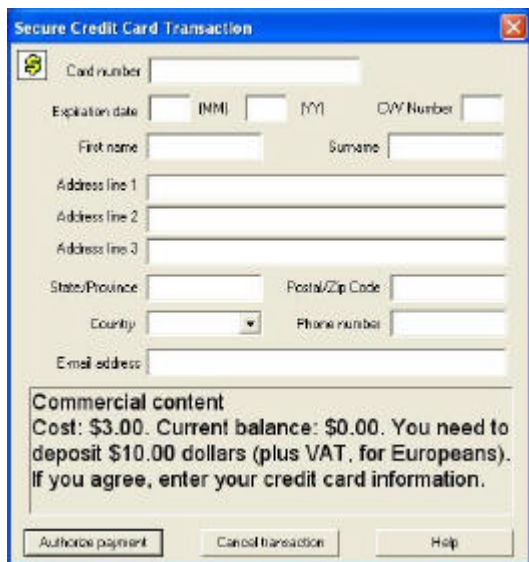 Secure Credit Card Transaction
Card number
Expiration date (MM) (YY) CVV Number
First name Surname
Address line 1
Address line 2
Address line 3
State/Province Postal/Zip Code
Country Phone number
E-mail address
Commercial content
Cost: $3.00. Current balance: $0.00. You need to
deposit $10.00 dollars (plus VAT, for Europeans).
If you agree, enter your credit card information.
Authorize payment Cancel transaction Help